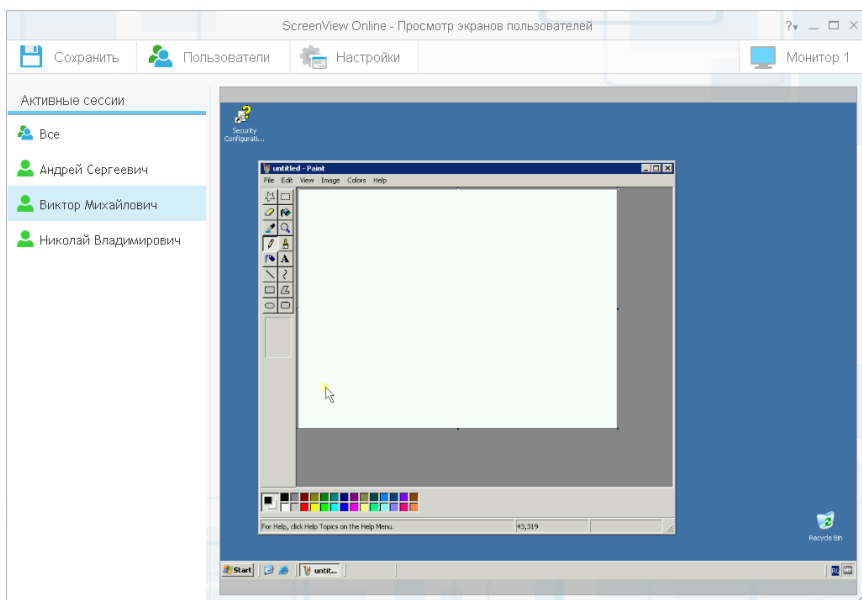 ScreenView Online - Просмотр экранов пользователей
Сохранить
Пользователи
Настройки
Монитор 1
Активные сессии
Все
Андрей Сергеевич
Виктор Михайлович
Николай Владимирович
Security
Configurati...
untitled - Paint
File Edit View Image Colors Help
For Help, click Help Topics on the Help Menu.
43,319
Recycle Bin
Start
untit...